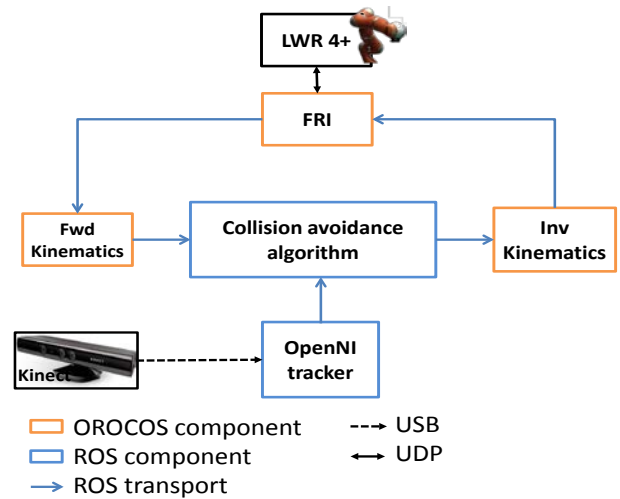 LWR 4+
FRI
Fwd
Kinematics
Collision avoidance
algorithm
Inv
Kinematics
OpenNI
tracker
KINECT
Kinect
OROCOS component
USB
ROS component
UDP
ROS transport